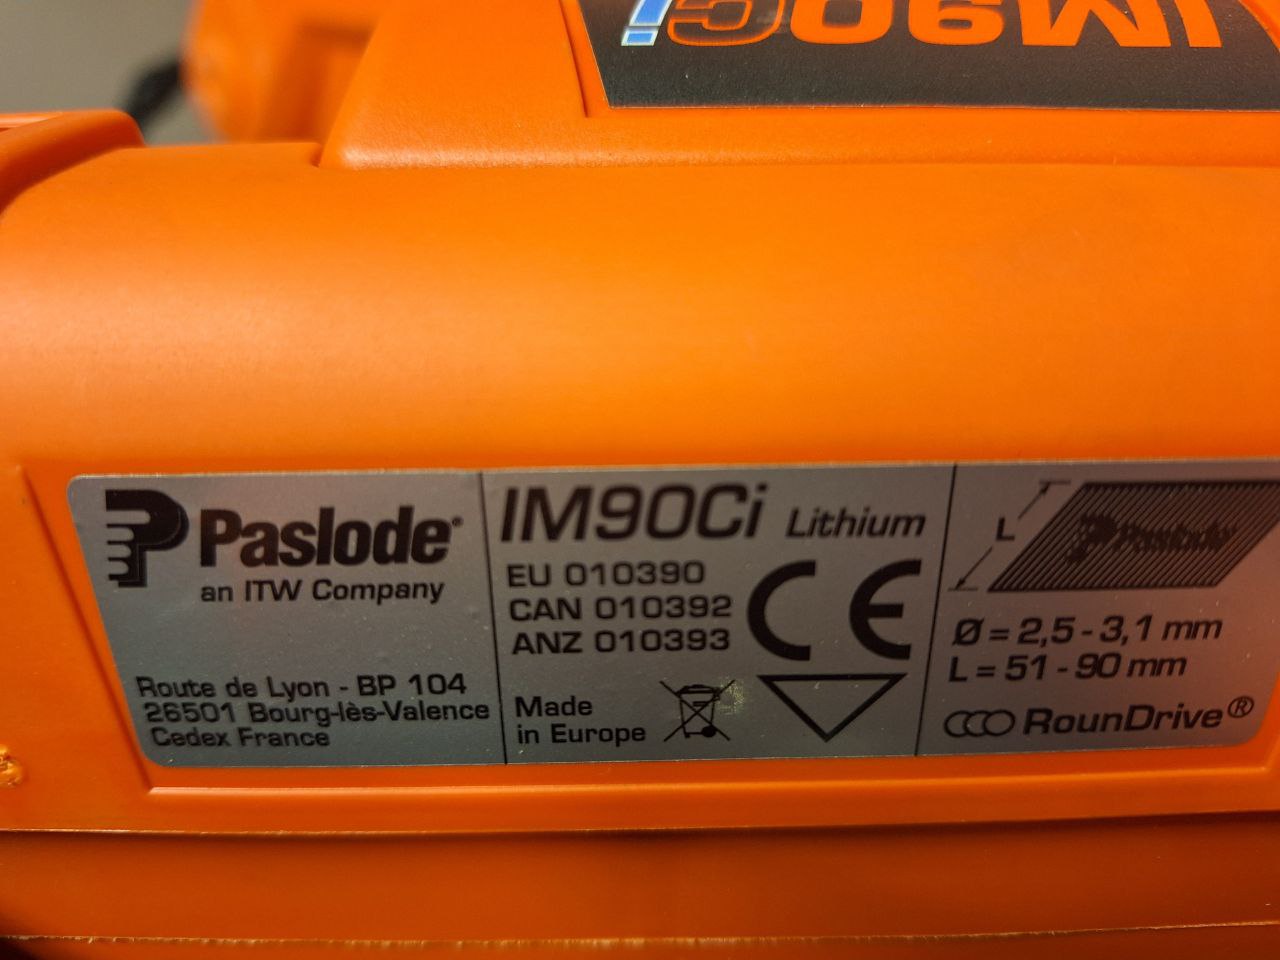 IM90Ci
Paslode
an ITW Company
Route de Lyon - BP 104
26501 Bourg-lès-Valence
Cedex France
IM90Ci Lithium
EU 010390
CAN 010392
ANZ 010393
CE
Made
in Europe
L
Paslode
Ø = 2,5 - 3,1 mm
L = 51 - 90 mm
RounDrive®